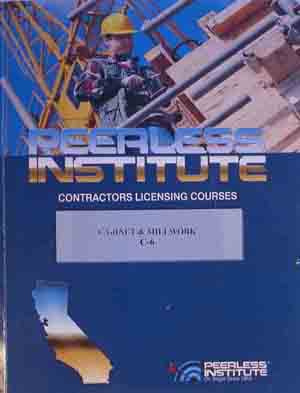 PEERLESS
INSTITUTE
CONTRACTORS LICENSING COURSES
CABINET & MILLWORK
C-6
PEERLESS
INSTITUTE